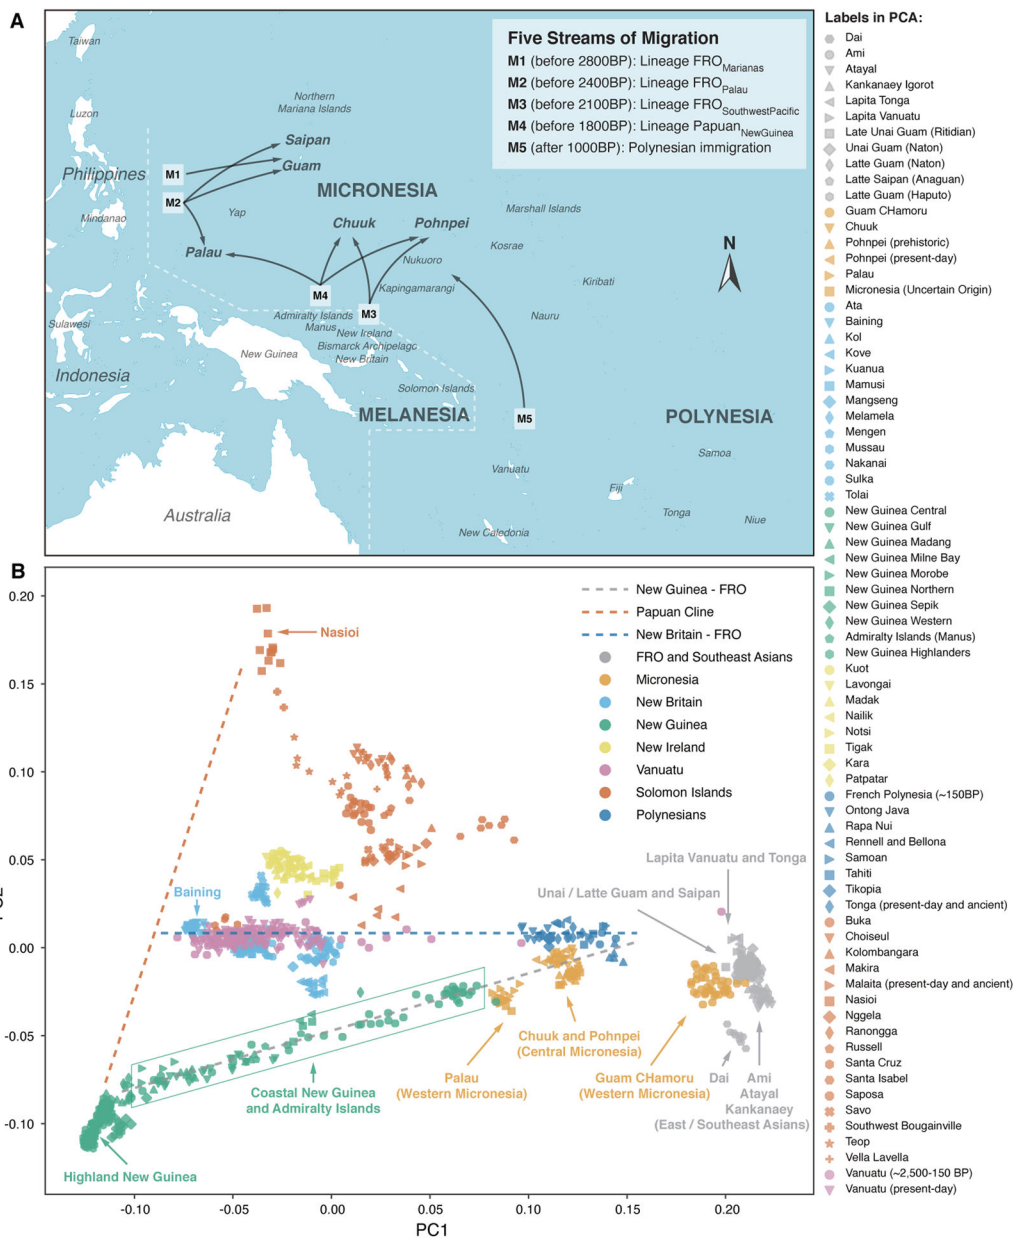 A
Taiwan
Luzon
Philippines
Mindanao
Sulawesi
Indonesia
Northern
Mariana Islands
Saipan
Guam
MICRONESIA
M1
M2
Yap
Palau
Chuuk
Pohnpei
Marshall Islands
Kosrae
Nukuoro
Kapingamarangi
Kiribati
Nauru
N
M4
M3
Admiralty Islands
Manus
New Ireland
Bismarck Archipelago
New Britain
New Guinea
Solomon Islands
MELANESIA
M5
POLYNESIA
Samoa
Vanuatu
Fiji
Tonga
Niue
New Caledonia
Australia
Five Streams of Migration
M1 (before 2800BP): Lineage FROMarianas
M2 (before 2400BP): Lineage FROPalau
M3 (before 2100BP): Lineage FROSouthwestPacific
M4 (before 1800BP): Lineage PapuanNewGuinea
M5 (after 1000BP): Polynesian immigration
B
0.20
0.15
0.10
0.05
0.00
-0.05
-0.10
-0.10
-0.05
0.00
0.05
0.10
0.15
0.20
PC1
Nasioi
Baining
Highland New Guinea
Coastal New Guinea
and Admiralty Islands
Palau
(Western Micronesia)
Chuuk and Pohnpei
(Central Micronesia)
Guam CHamoru
(Western Micronesia)
Lapita Vanuatu and Tonga
Unai / Latte Guam and Saipan
Dai
Ami
Atayal
Kankanaey
(East / Southeast Asians)
New Guinea - FRO
Papuan Cline
New Britain - FRO
FRO and Southeast Asians
Micronesia
New Britain
New Guinea
New Ireland
Vanuatu
Solomon Islands
Polynesians
Labels in PCA:
Dai
Ami
Atayal
Kankanaey Igorot
Lapita Tonga
Lapita Vanuatu
Late Unai Guam (Ritidian)
Unai Guam (Naton)
Latte Guam (Naton)
Latte Saipan (Anaguan)
Latte Guam (Haputo)
Guam CHamoru
Chuuk
Pohnpei (prehistoric)
Pohnpei (present-day)
Palau
Micronesia (Uncertain Origin)
Ata
Baining
Kol
Kove
Kuanua
Mamusi
Mangseng
Melamela
Mengen
Mussau
Nakanai
Sulka
Tolai
New Guinea Central
New Guinea Gulf
New Guinea Madang
New Guinea Milne Bay
New Guinea Morobe
New Guinea Northern
New Guinea Sepik
New Guinea Western
Admiralty Islands (Manus)
New Guinea Highlanders
Kuot
Lavongai
Madak
Nailik
Notsi
Tigak
Kara
Patpatar
French Polynesia (~150BP)
Ontong Java
Rapa Nui
Rennell and Bellona
Samoan
Tahiti
Tikopia
Tonga (present-day and ancient)
Buka
Choiseul
Kolombangara
Makira
Malaita (present-day and ancient)
Nasioi
Nggela
Ranongga
Russell
Santa Cruz
Santa Isabel
Saposa
Savo
Southwest Bougainville
Teop
Vella Lavella
Vanuatu (~2,500-150 BP)
Vanuatu (present-day)